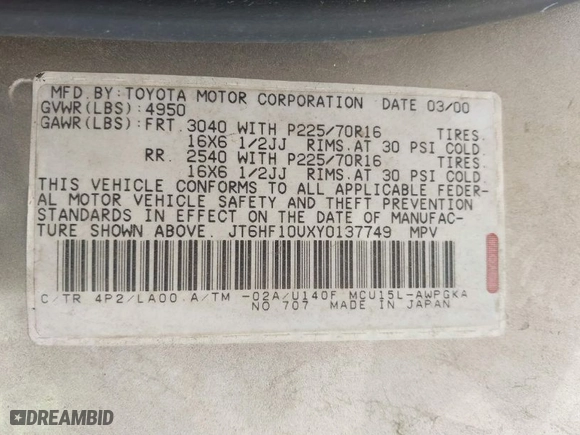 MFD.BY:TOYOTA MOTOR CORPORATION DATE 03/00
GVWR(LBS):4950
GAWR(LBS):FRT. 3040 WITH P225/70R16 TIRES.
16X6 1/2JJ RIMS.AT 30 PSI COLD.
RR. 2540 WITH P225/70R16 TIRES.
16X6 1/2JJ RIMS.AT 30 PSI COLD.
THIS VEHICLE CONFORMS TO ALL APPLICABLE FEDER-
AL MOTOR VEHICLE SAFETY AND THEFT PREVENTION
STANDARDS IN EFFECT ON THE DATE OF MANUFAC-
TURE SHOWN ABOVE. JT6HF10UXY0137749 MPV
C/TR 4P2/LA00 A/TM -02A/U140F MCU15L-AWPGKA
NO 707 MADE IN JAPAN
DREAMBID